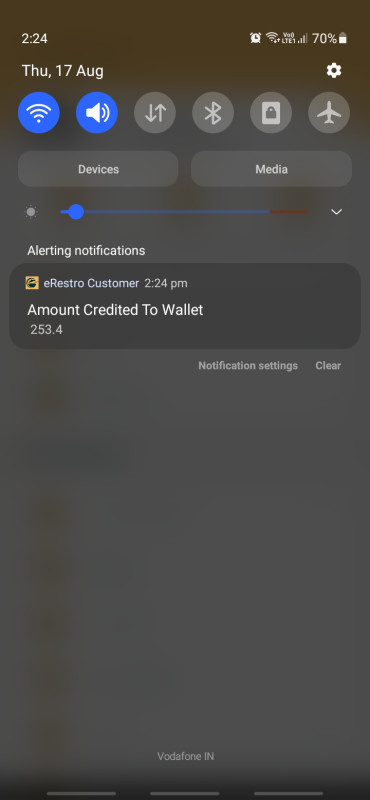 2:24
Vo)) LTE1 70%
Thu, 17 Aug
Devices
Media
Alerting notifications
eRestro Customer 2:24 pm
Amount Credited To Wallet
253.4
Notification settings
Clear
Vodafone IN